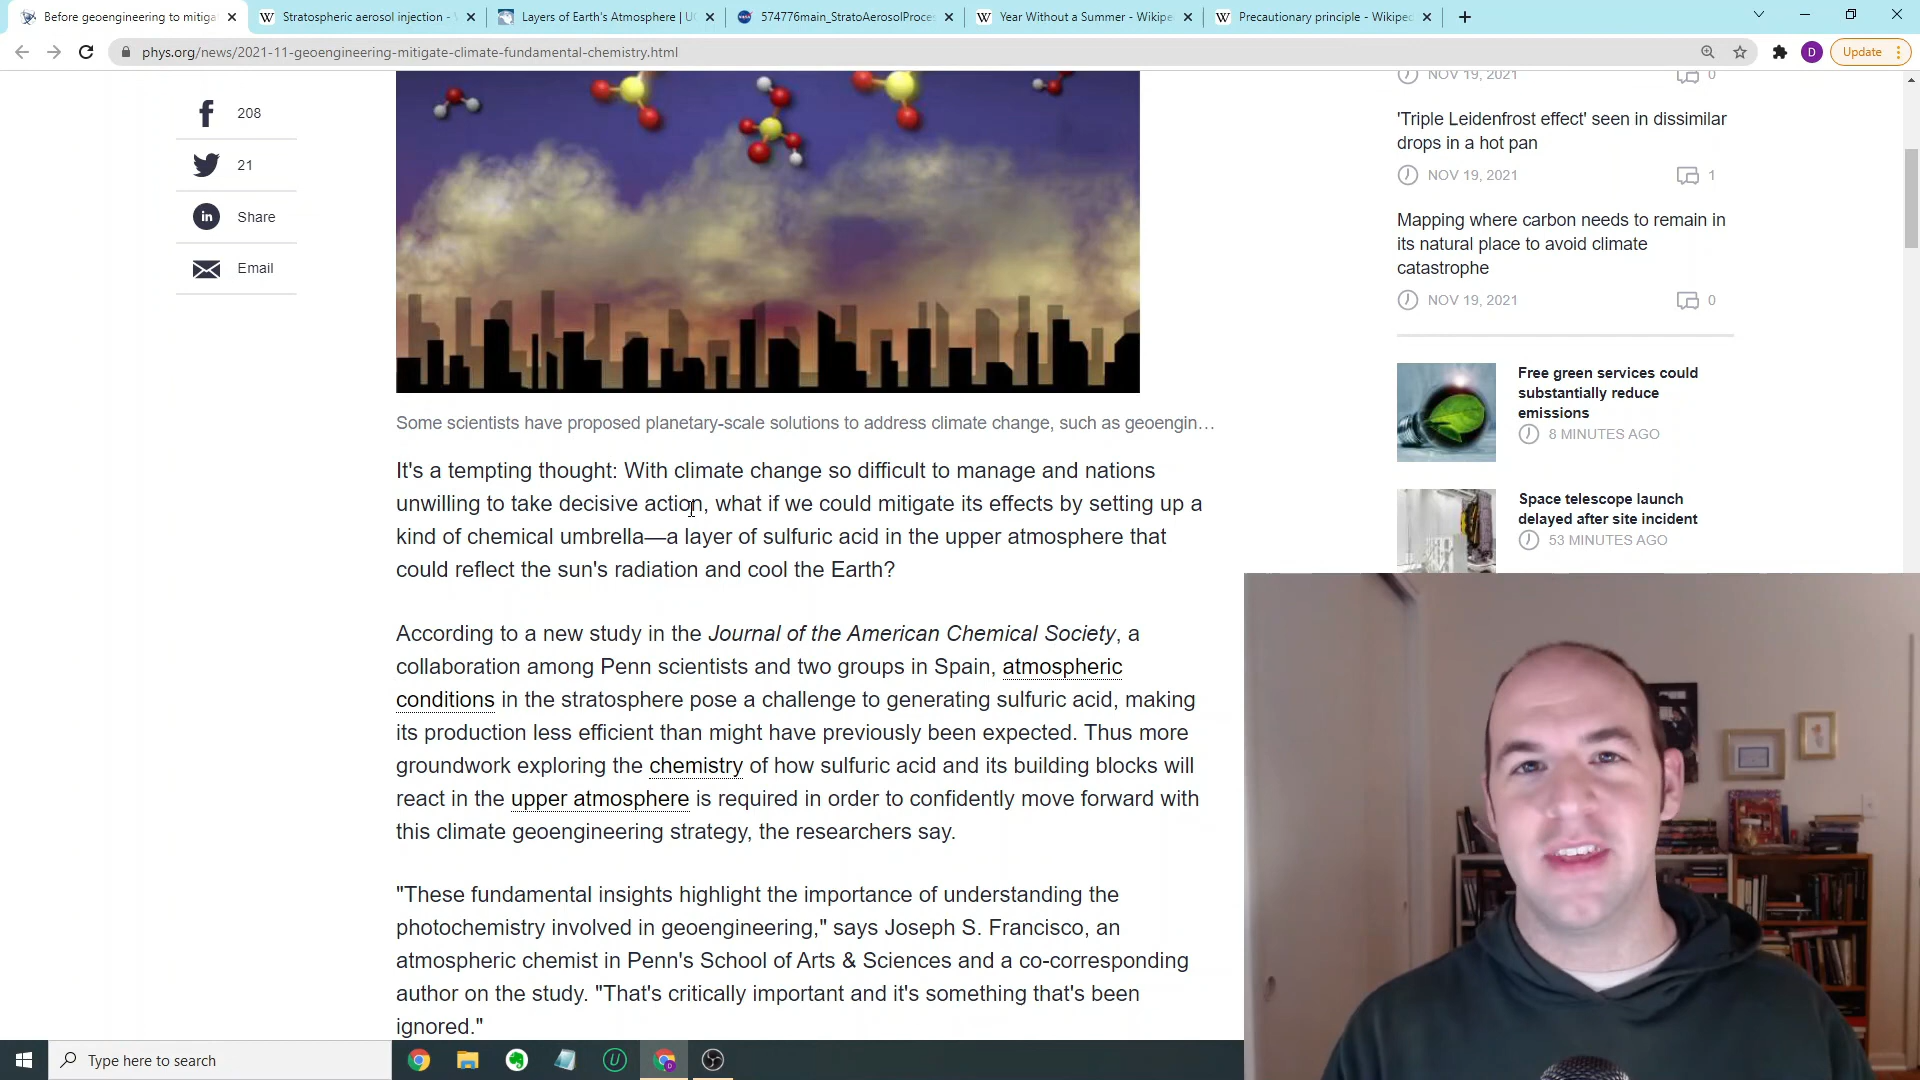 Before geoengineering to mitiga
Stratospheric aerosol injection -
Layers of Earth's Atmosphere | U
574776main_StratoAerosolProce
Year Without a Summer - Wikipe
Precautionary principle - Wikiped
phys.org/news/2021-11-geoengineering-mitigate-climate-fundamental-chemistry.html
D
Update
208
21
in Share
Email
Some scientists have proposed planetary-scale solutions to address climate change, such as geoengin…
It's a tempting thought: With climate change so difficult to manage and nations
unwilling to take decisive action, what if we could mitigate its effects by setting up a
kind of chemical umbrella—a layer of sulfuric acid in the upper atmosphere that
could reflect the sun's radiation and cool the Earth?
According to a new study in the Journal of the American Chemical Society, a
collaboration among Penn scientists and two groups in Spain, atmospheric
conditions in the stratosphere pose a challenge to generating sulfuric acid, making
its production less efficient than might have previously been expected. Thus more
groundwork exploring the chemistry of how sulfuric acid and its building blocks will
react in the upper atmosphere is required in order to confidently move forward with
this climate geoengineering strategy, the researchers say.
"These fundamental insights highlight the importance of understanding the
photochemistry involved in geoengineering," says Joseph S. Francisco, an
atmospheric chemist in Penn's School of Arts & Sciences and a co-corresponding
author on the study. "That's critically important and it's something that's been
ignored."
NOV 19, 2021 0
'Triple Leidenfrost effect' seen in dissimilar
drops in a hot pan
NOV 19, 2021 1
Mapping where carbon needs to remain in
its natural place to avoid climate
catastrophe
NOV 19, 2021 0
Free green services could
substantially reduce
emissions
8 MINUTES AGO
Space telescope launch
delayed after site incident
53 MINUTES AGO
Type here to search